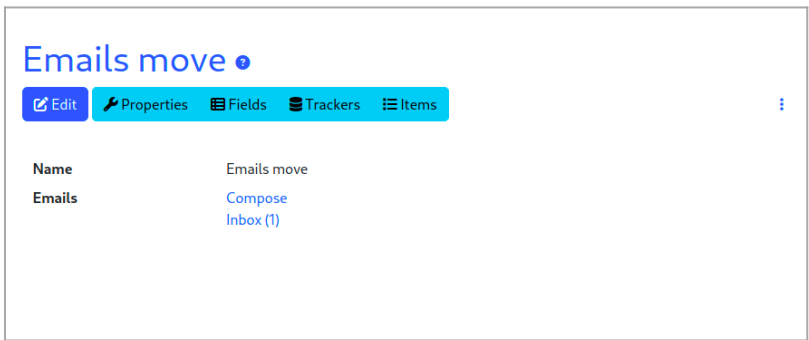 Emails move
Edit Properties Fields Trackers Items
Name Emails move
Emails Compose
Inbox (1)